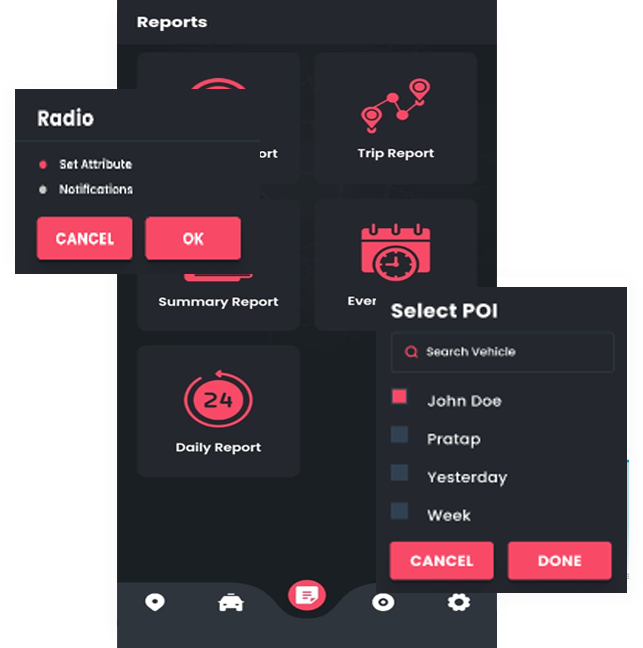 Reports
Radio
Set Attribute
Notifications
CANCEL
OK
ort
Trip Report
Summary Report
Even
Select POI
Search Vehicle
John Doe
Pratap
Yesterday
Week
CANCEL
DONE
24
Daily Report